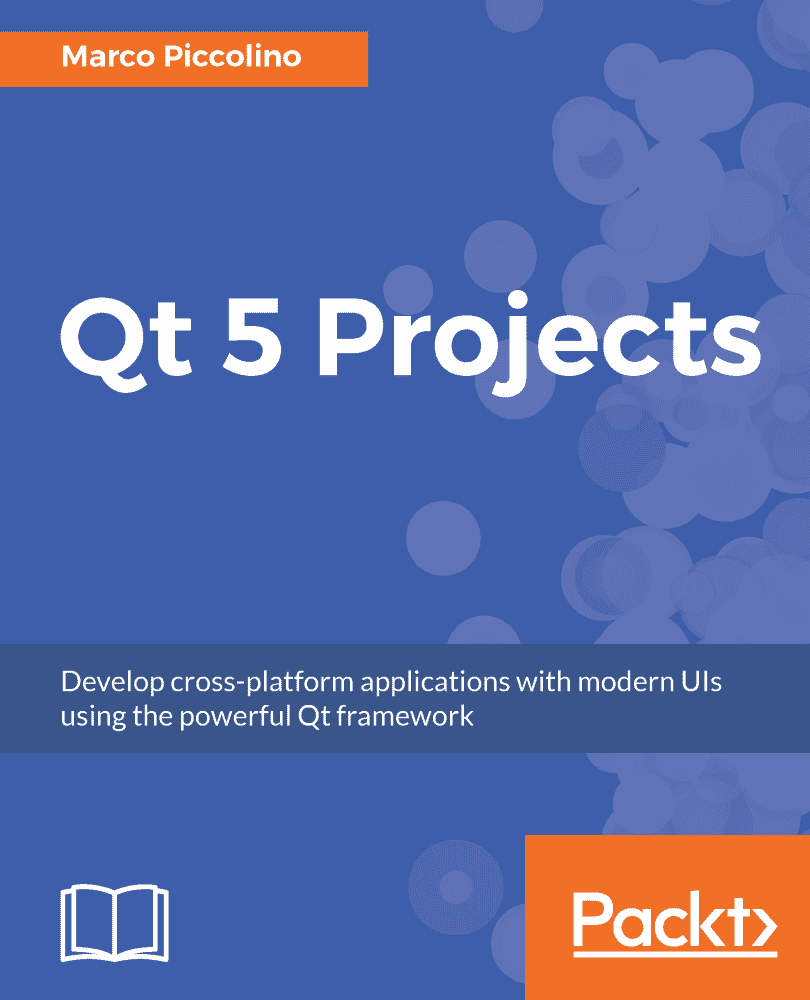 Marco Piccolino
Qt 5 Projects
Develop cross-platform applications with modern UIs
using the powerful Qt framework
Packt>